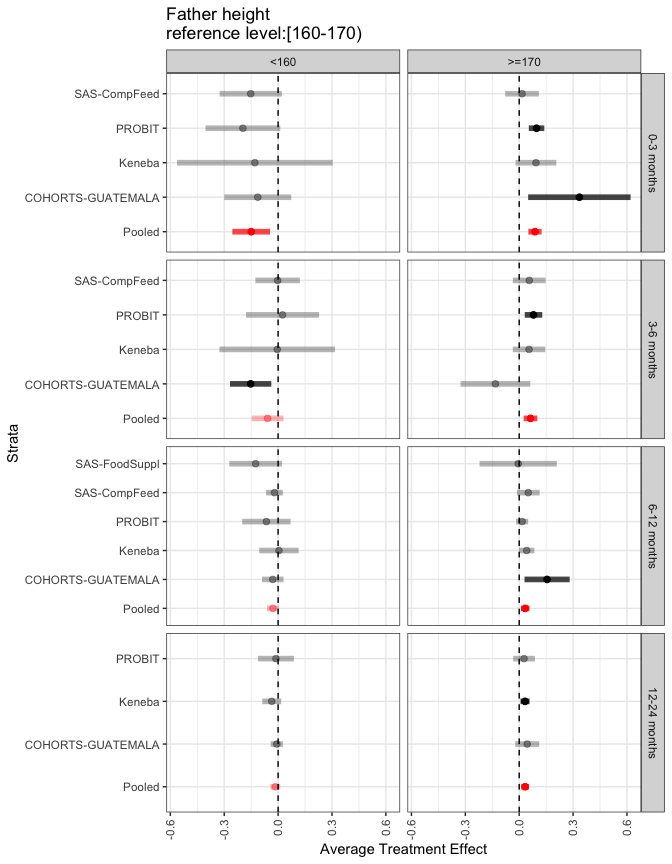 Father height
reference level:[160-170)
<160
>=170
SAS-CompFeed
PROBIT
Keneba
COHORTS-GUATEMALA
Pooled
0-3 months
SAS-CompFeed
PROBIT
Keneba
COHORTS-GUATEMALA
Pooled
3-6 months
SAS-FoodSuppl
SAS-CompFeed
PROBIT
Keneba
COHORTS-GUATEMALA
Pooled
6-12 months
PROBIT
Keneba
COHORTS-GUATEMALA
Pooled
12-24 months
Strata
-0.6 -0.3 0.0 0.3 0.6
-0.6 -0.3 0.0 0.3 0.6
Average Treatment Effect